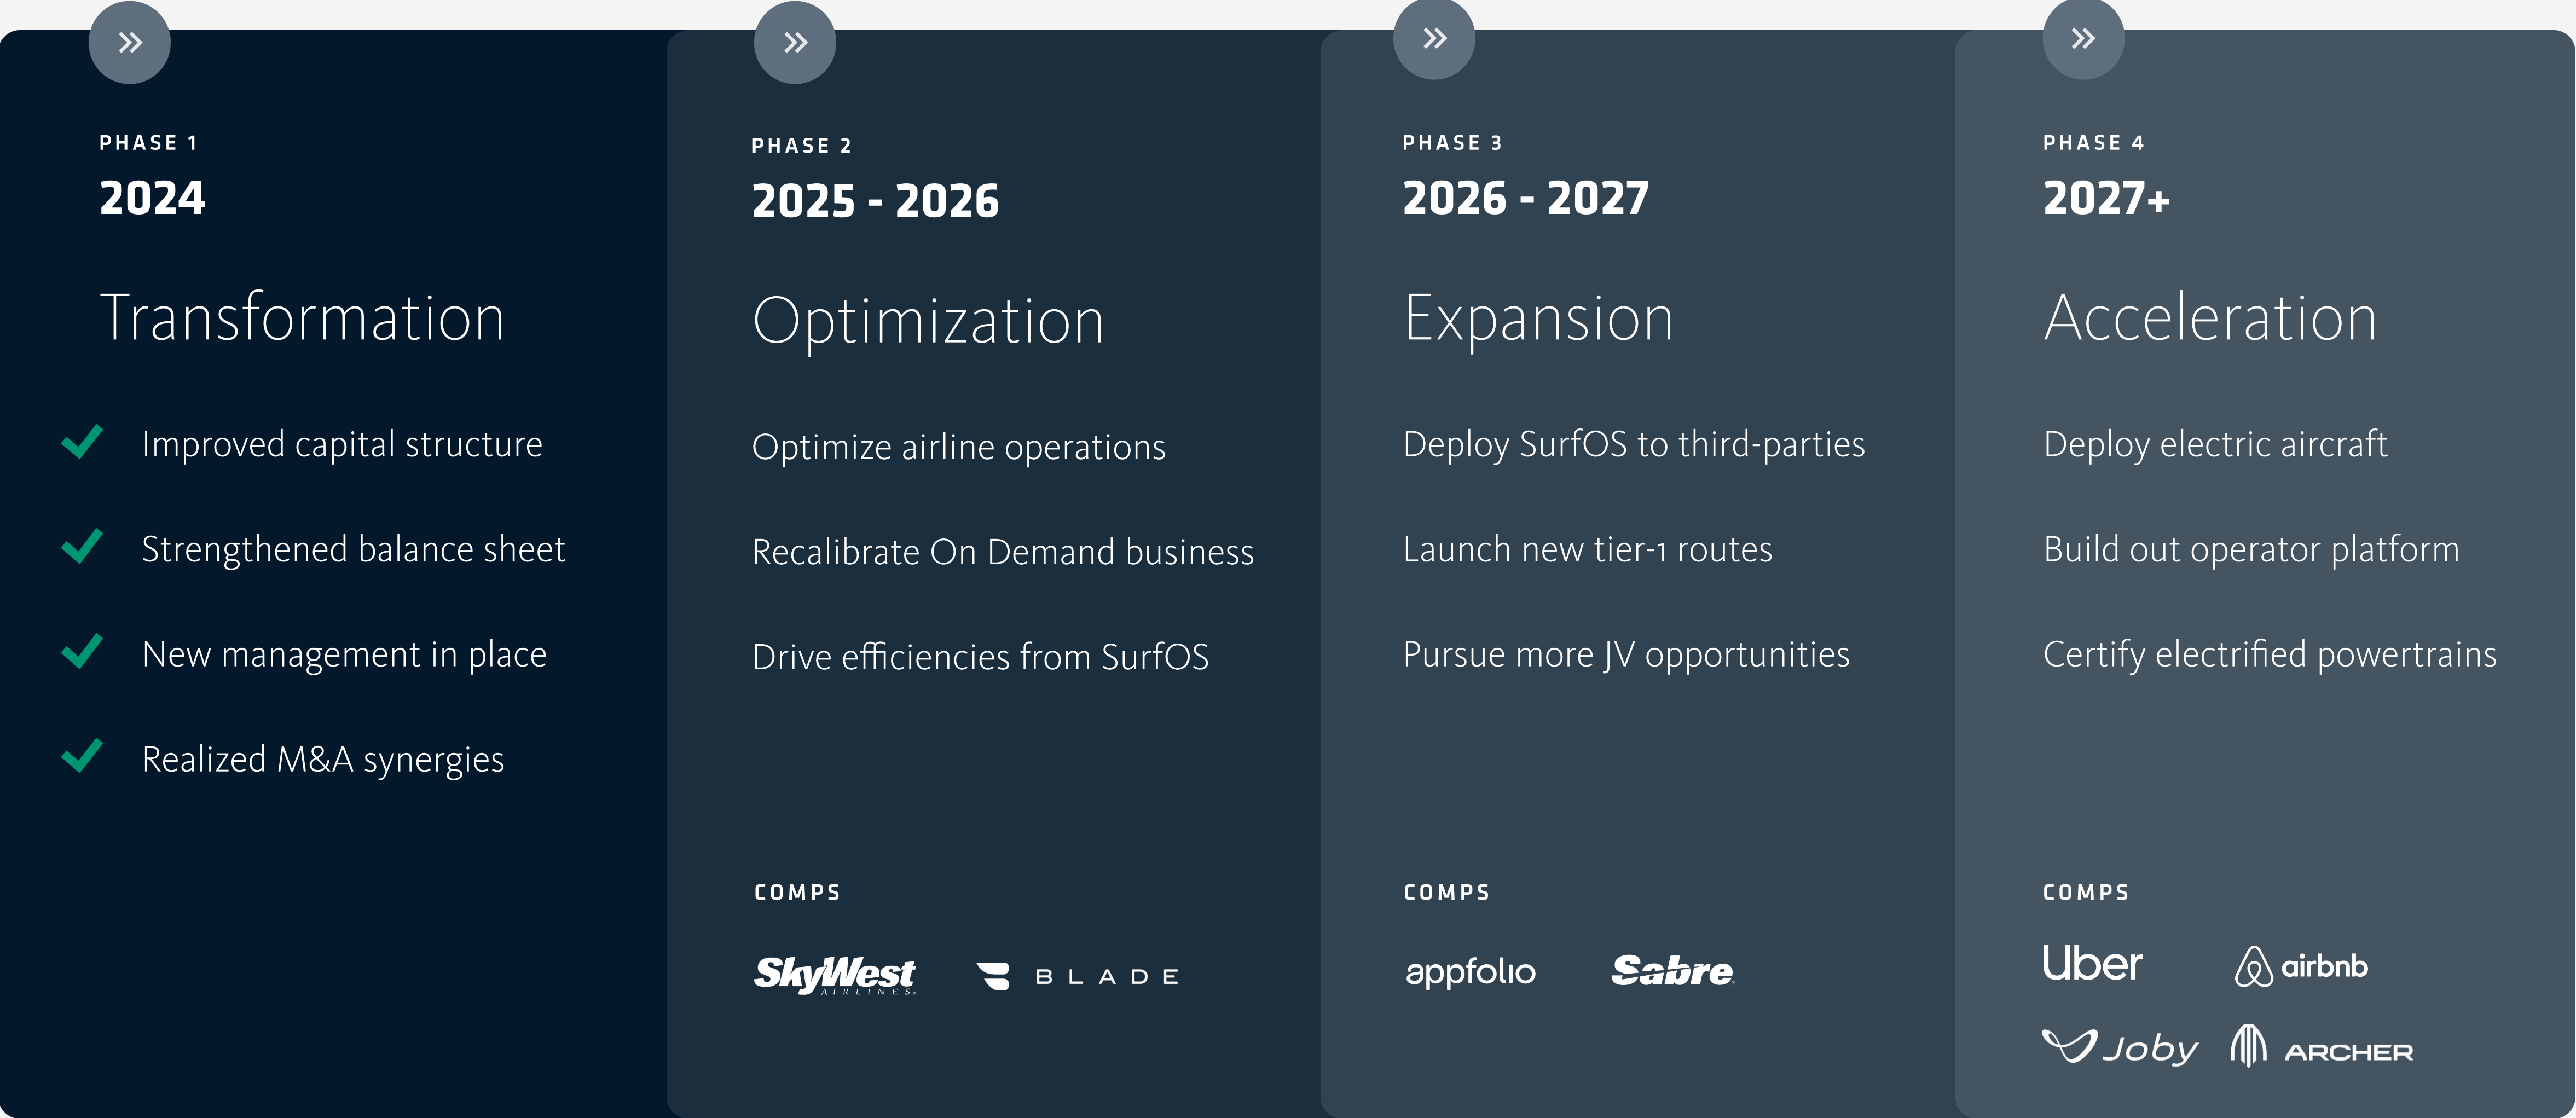 PHASE 1
2024
Transformation
Improved capital structure
Strengthened balance sheet
New management in place
Realized M&A synergies
PHASE 2
2025 - 2026
Optimization
Optimize airline operations
Recalibrate On Demand business
Drive efficiencies from SurfOS
COMPS
SkyWest
AIRLINES®
BLADE
PHASE 3
2026 - 2027
Expansion
Deploy SurfOS to third-parties
Launch new tier-1 routes
Pursue more JV opportunities
COMPS
appfolio
Sabre®
PHASE 4
2027+
Acceleration
Deploy electric aircraft
Build out operator platform
Certify electrified powertrains
COMPS
Uber
airbnb
Joby
ARCHER